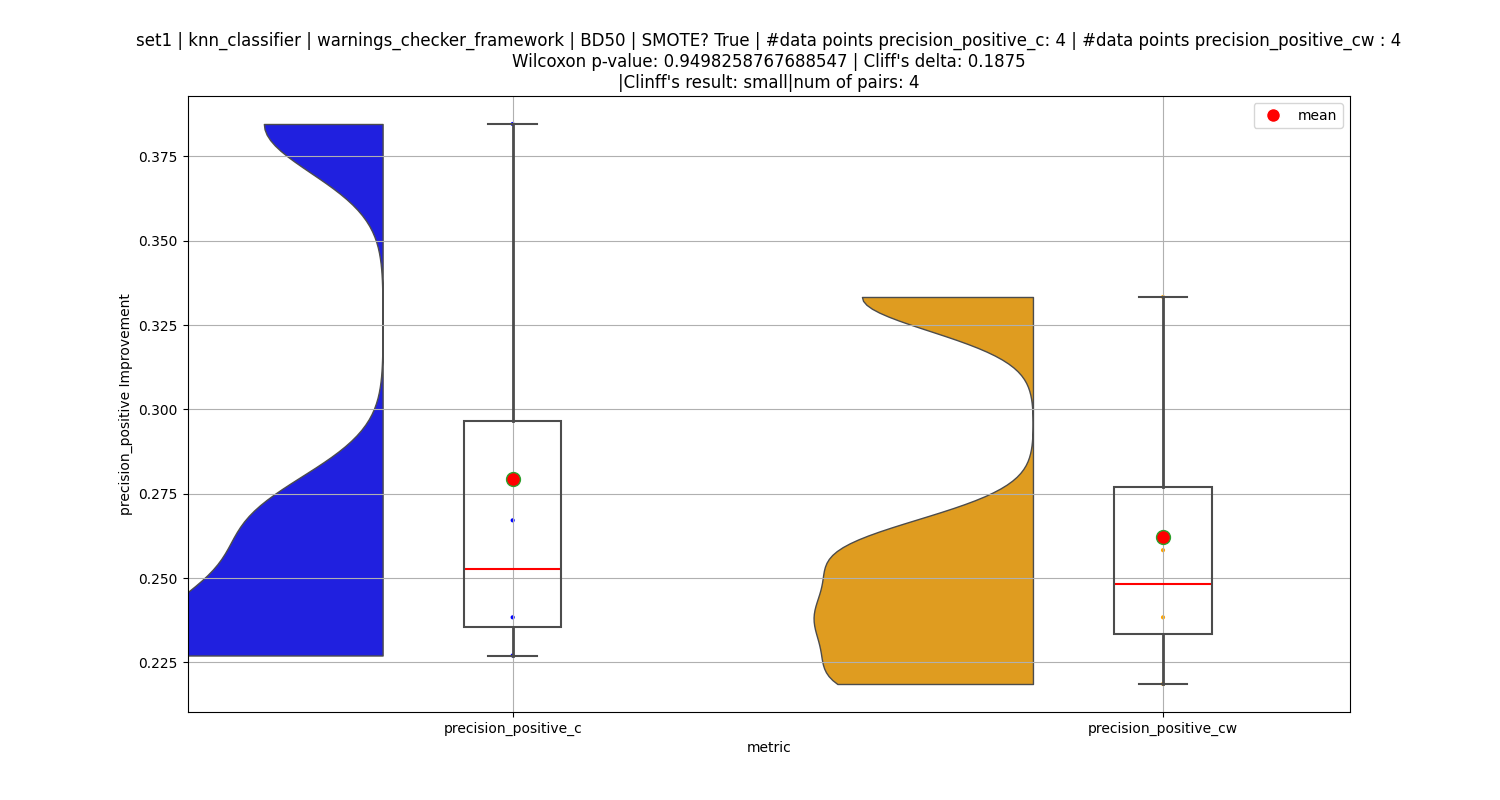 set1 | knn_classifier | warnings_checker_framework | BD50 | SMOTE? True | #data points precision_positive_c: 4 | #data points precision_positive_cw : 4
Wilcoxon p-value: 0.9498258767688547 | Cliff's delta: 0.1875
|Clinff's result: small|num of pairs: 4
mean
0.375
0.350
0.325
0.300
0.275
0.250
0.225
precision_positive Improvement
precision_positive_c
precision_positive_cw
metric